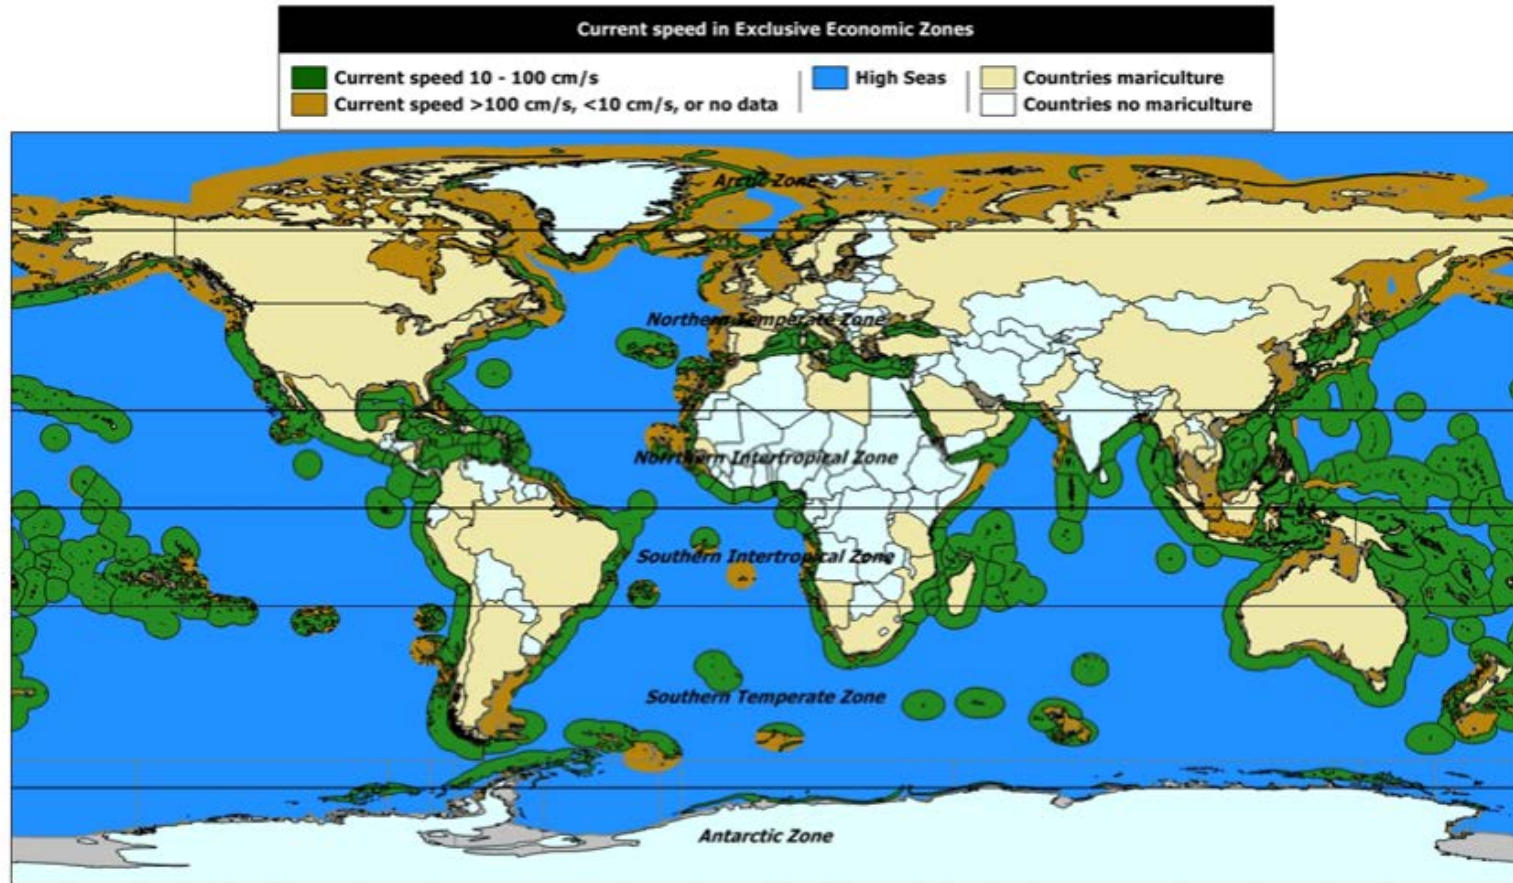 Current speed in Exclusive Economic Zones
Current speed 10 - 100 cm/s
Current speed >100 cm/s, <10 cm/s, or no data
High Seas
Countries mariculture
Countries no mariculture
Arctic Zone
Northern Temperate Zone
Norrthern Intertropical Zone
Southern Intertropical Zone
Southern Temperate Zone
Antarctic Zone